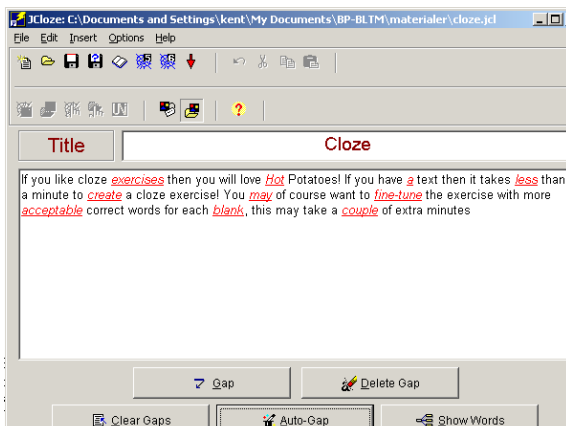 JCloze: C:\Documents and Settings\kent\My Documents\BP-BLTM\materialer\cloze.jcl
File Edit Insert Options Help
Title Cloze
If you like cloze exercises then you will love Hot Potatoes! If you have a text then it takes less than
a minute to create a cloze exercise! You may of course want to fine-tune the exercise with more
acceptable correct words for each blank, this may take a couple of extra minutes
Gap Delete Gap
Clear Gaps Auto-Gap Show Words